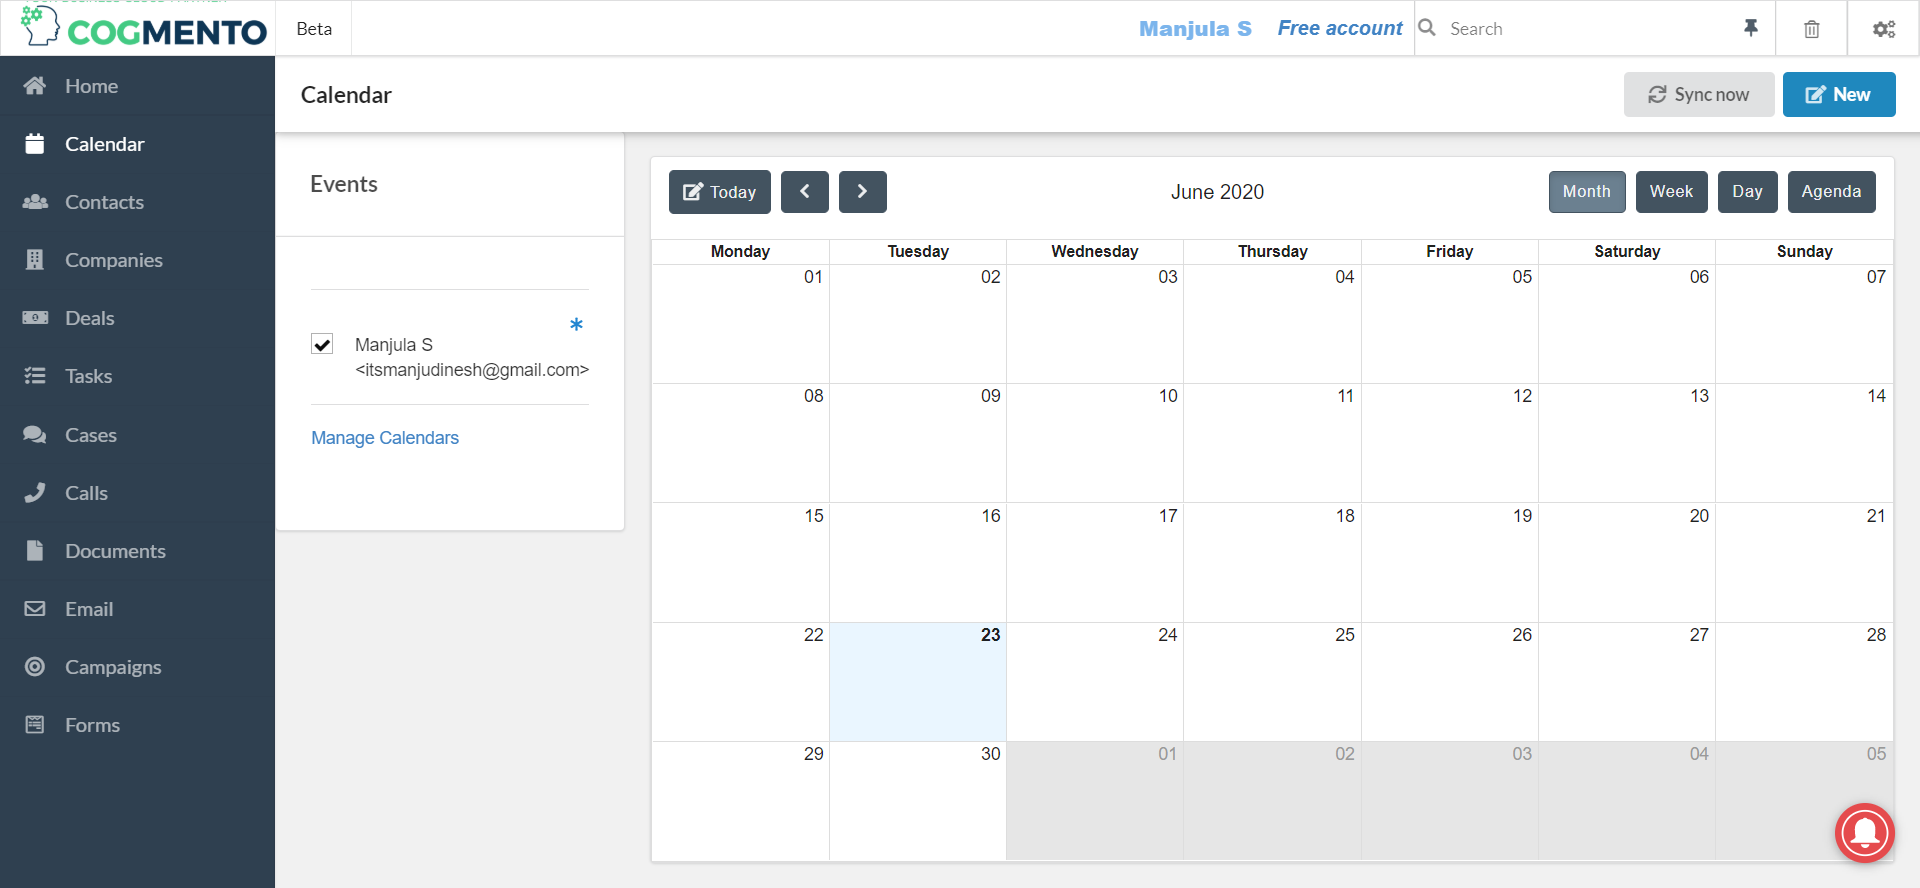 COGMENTO
Beta
Manjula S
Free account
Search
Home
Calendar
Contacts
Companies
Deals
Tasks
Cases
Calls
Documents
Email
Campaigns
Forms
Calendar
Sync now
New
Events
Manjula S
<itsmanjudinesh@gmail.com>
Manage Calendars
Today
June 2020
Month Week Day Agenda
Monday Tuesday Wednesday Thursday Friday Saturday Sunday
01 02 03 04 05 06 07
08 09 10 11 12 13 14
15 16 17 18 19 20 21
22 23 24 25 26 27 28
29 30 01 02 03 04 05